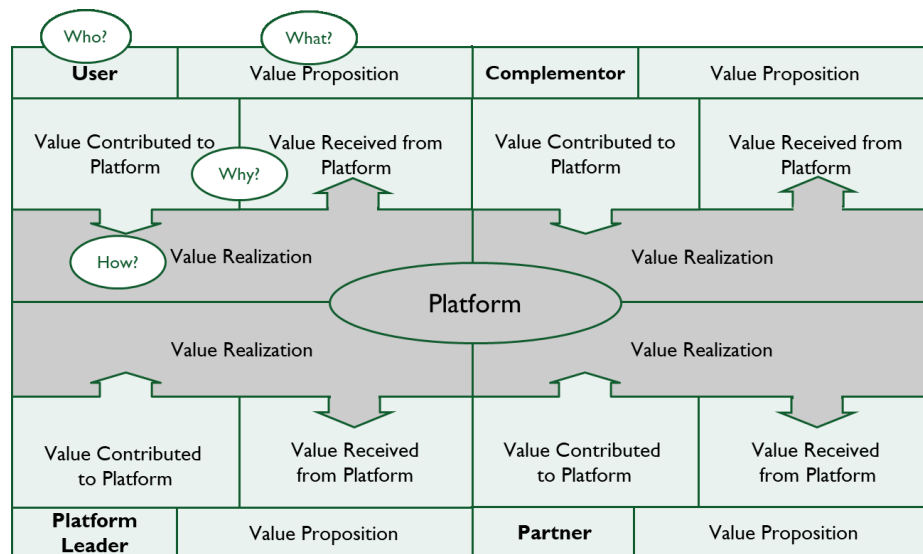 Who?
What?
User
Value Proposition
Complementor
Value Proposition
Value Contributed to
Platform
Value Received from
Platform
Value Contributed to
Platform
Value Received from
Platform
Why?
How?
Value Realization
Value Realization
Platform
Value Realization
Value Realization
Value Contributed
to Platform
Value Received
from Platform
Value Contributed
to Platform
Value Received
from Platform
Platform
Leader
Value Proposition
Partner
Value Proposition